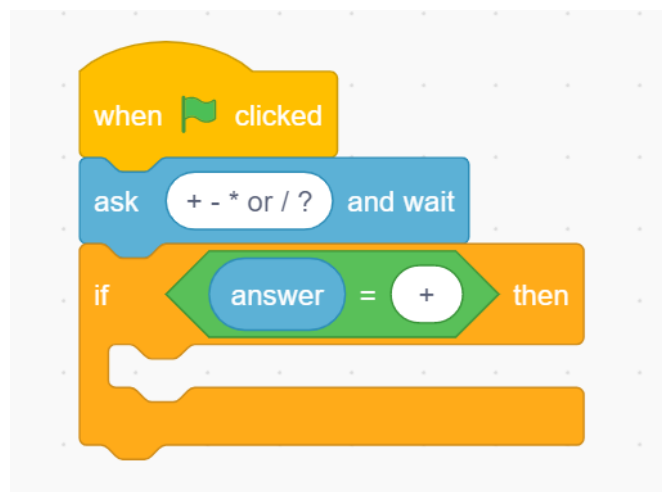 when clicked
ask + - * or / ? and wait
if answer = + then